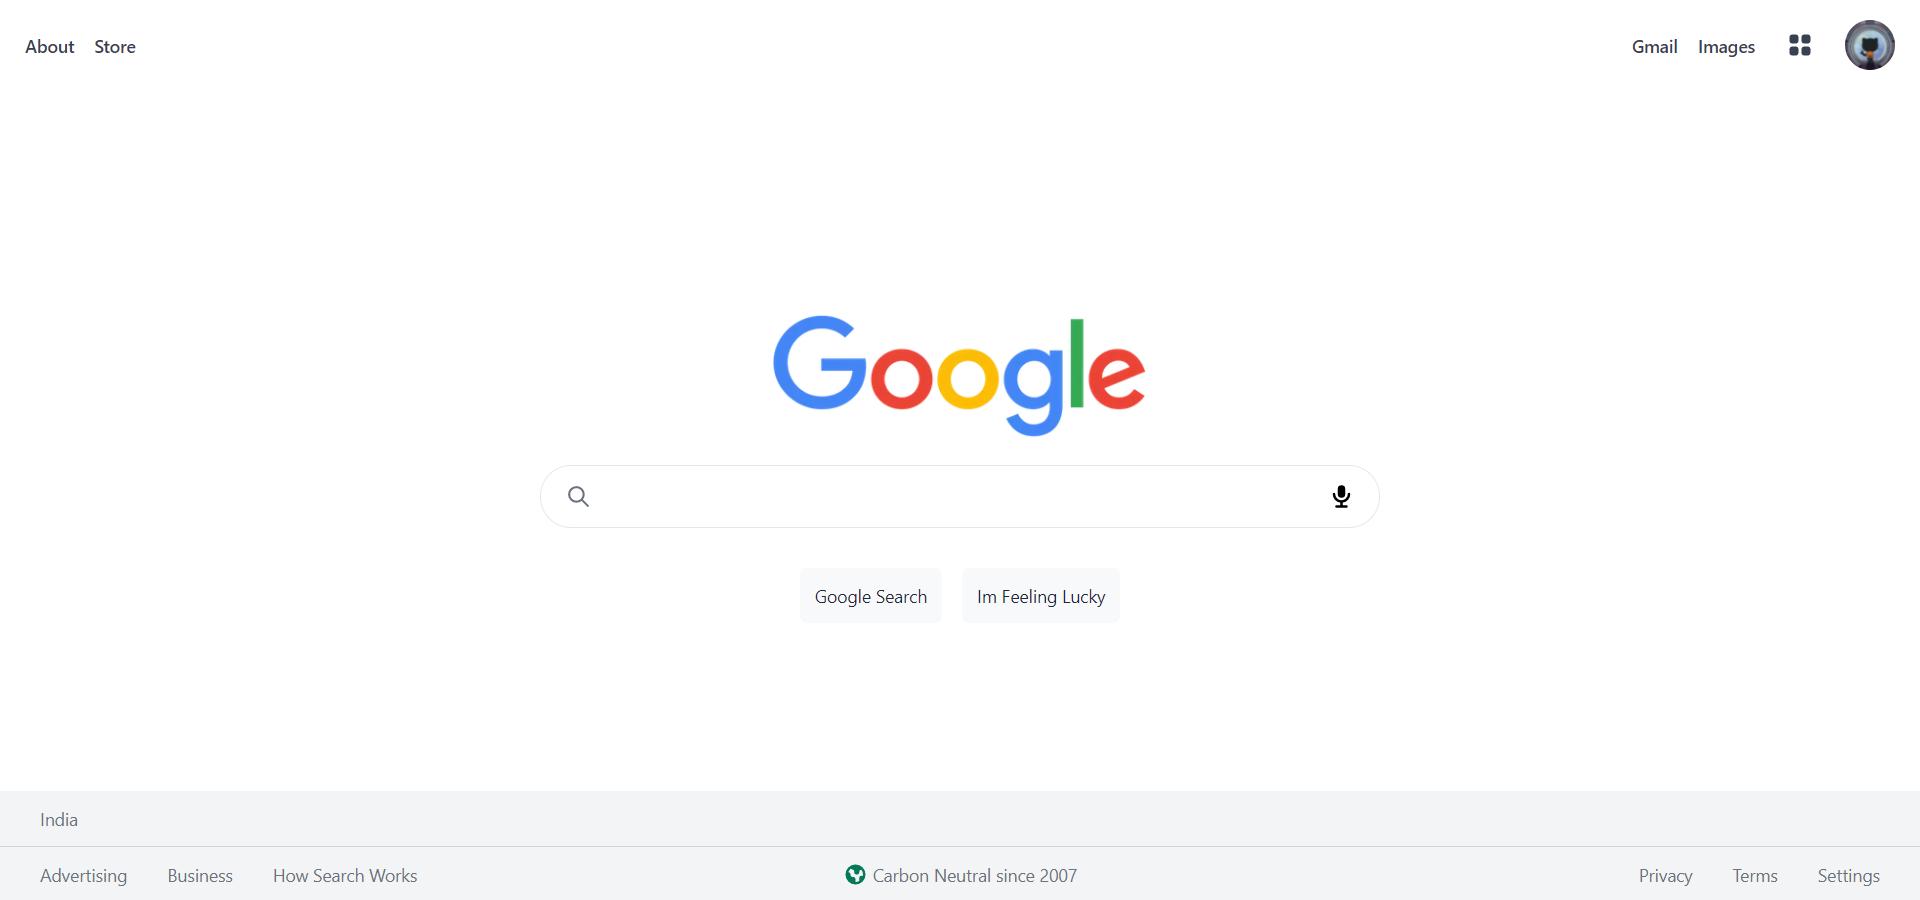 About Store Gmail Images
Google
Google Search Im Feeling Lucky
India
Advertising Business How Search Works Carbon Neutral since 2007 Privacy Terms Settings